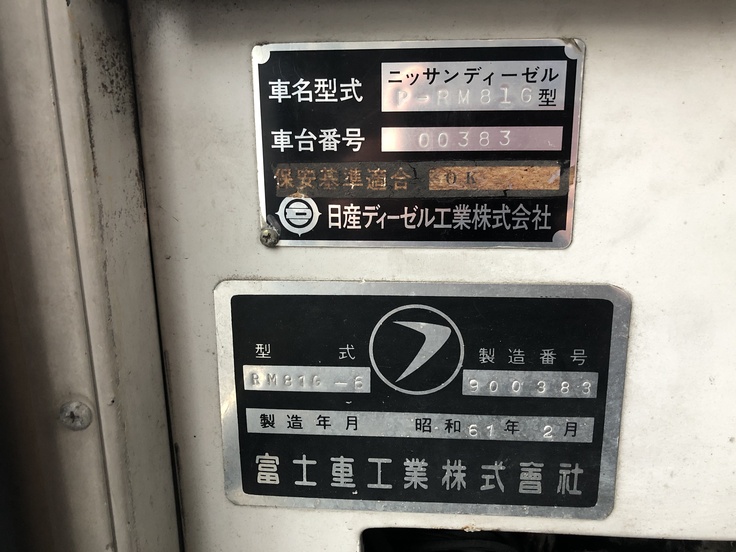 車名型式 ニッサンディーゼル
P-RM81G型
車台番号 00383
保安基準適合 OK
日産ディーゼル工業株式会社
型式 製造番号
RM81G-6 900383
製造年月 昭和61年2月
富士重工業株式會社